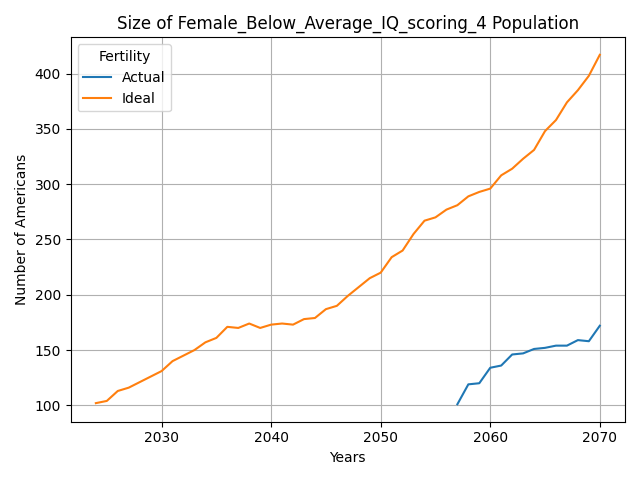 Size of Female_Below_Average_IQ_scoring_4 Population
Fertility
Actual
Ideal
400
350
300
250
200
150
100
Number of Americans
2030 2040 2050 2060 2070
Years